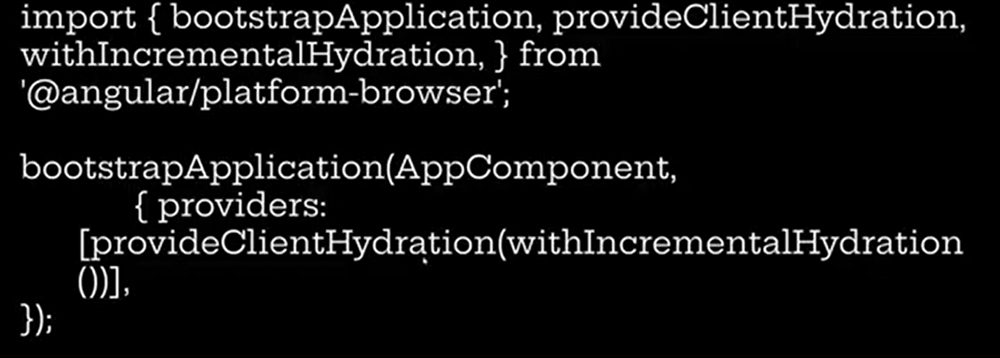 import { bootstrapApplication, provideClientHydration,
withIncrementalHydration, } from
'@angular/platform-browser';
bootstrapApplication(AppComponent,
{ providers:
[provideClientHydration(withIncrementalHydration
())],
});